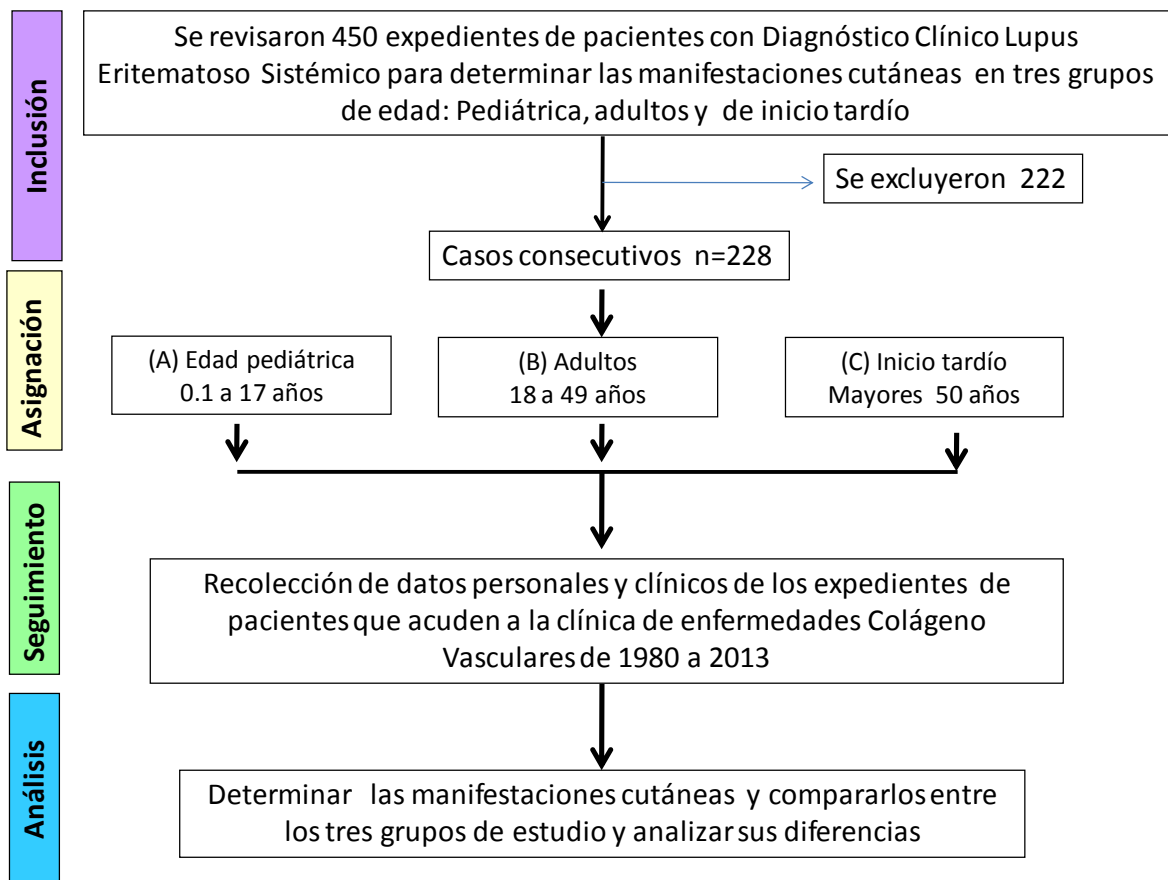 Inclusión
Se revisaron 450 expedientes de pacientes con Diagnóstico Clínico Lupus
Eritematoso Sistémico para determinar las manifestaciones cutáneas en tres grupos
de edad: Pediátrica, adultos y de inicio tardío
Se excluyeron 222
Casos consecutivos n=228
Asignación
(A) Edad pediátrica
0.1 a 17 años
(B) Adultos
18 a 49 años
(C) Inicio tardío
Mayores 50 años
Seguimiento
Recolección de datos personales y clínicos de los expedientes de
pacientes que acuden a la clínica de enfermedades Colágeno
Vasculares de 1980 a 2013
Análisis
Determinar las manifestaciones cutáneas y compararlos entre
los tres grupos de estudio y analizar sus diferencias